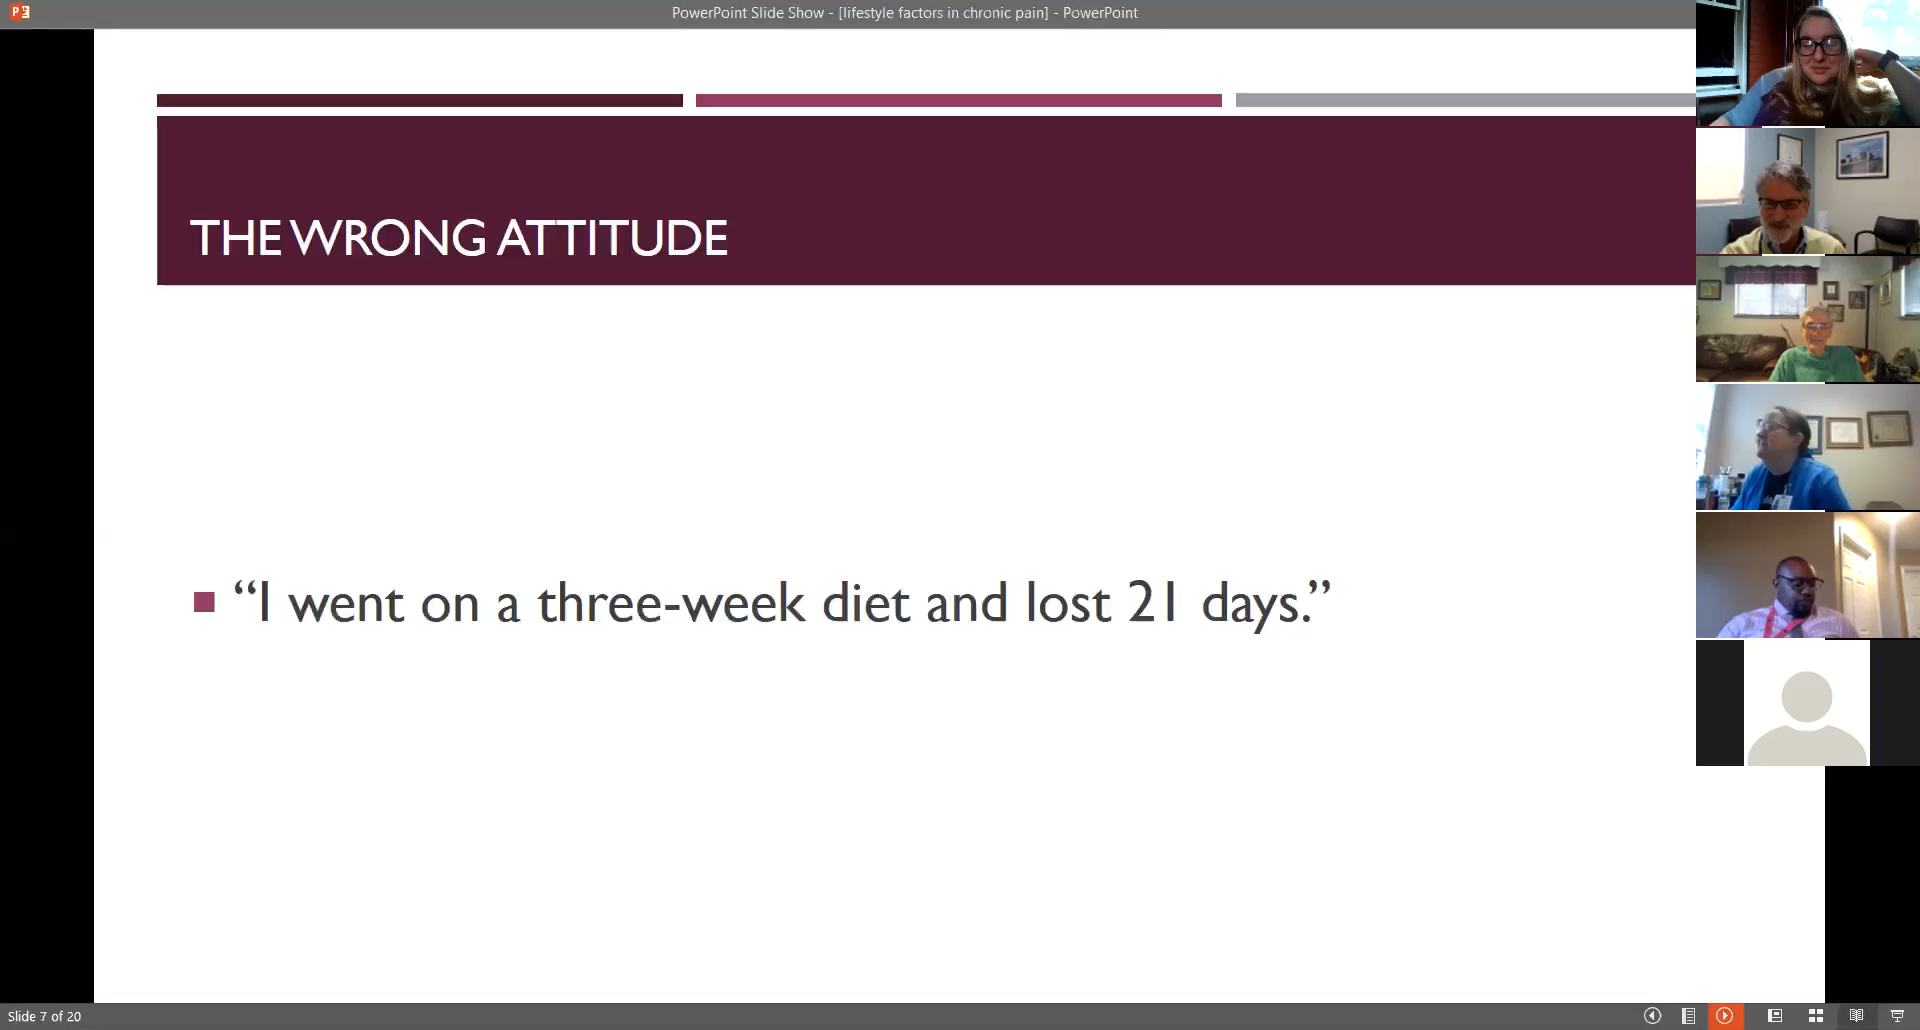 PowerPoint Slide Show - [lifestyle factors in chronic pain] - PowerPoint
THE WRONG ATTITUDE
“I went on a three-week diet and lost 21 days.”
Slide 7 of 20